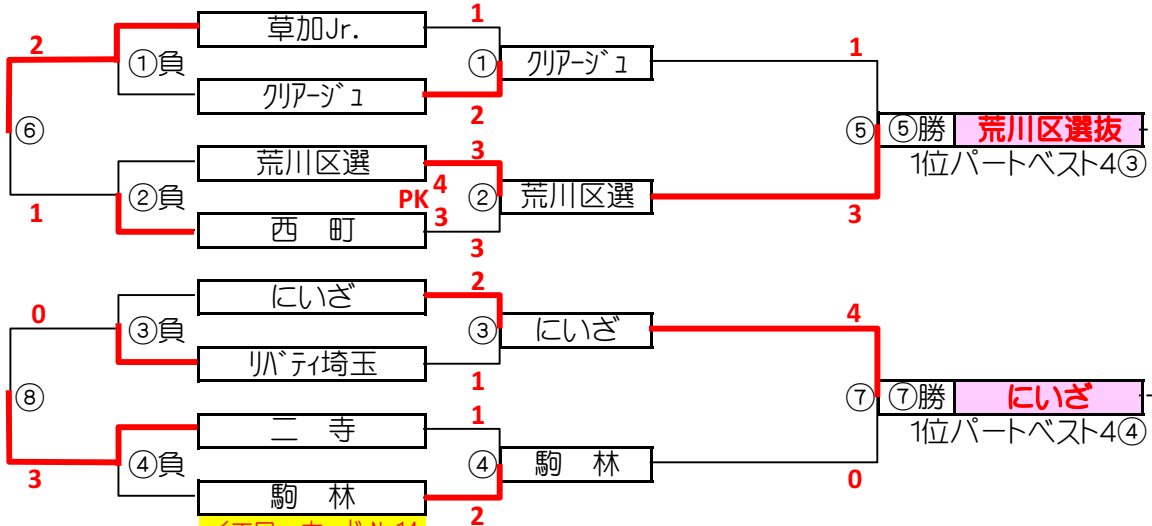 草加Jr.
1
2
①負
①
クリアージュ
1
クリアージュ
2
⑥
⑤
⑤勝
荒川区選抜
1位パートベスト4③
3
荒川区選
4
PK
3
②負
②
荒川区選
1
西 町
3
3
にいざ
2
0
4
③負
③
にいざ
リバティ埼玉
1
⑧
⑦
⑦勝
にいざ
1位パートベスト4④
二 寺
1
④負
④
駒 林
3
0
駒 林
2